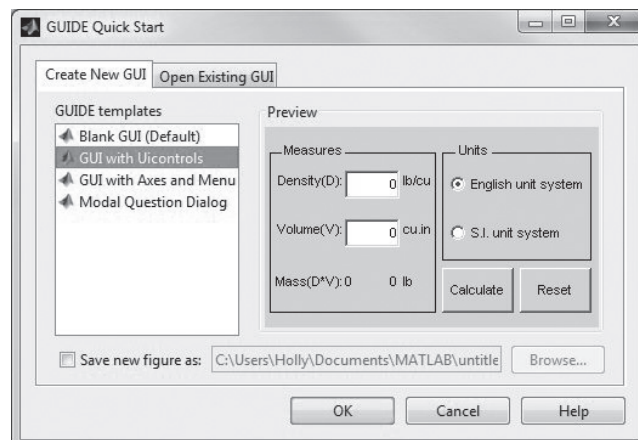 GUIDE Quick Start
Create New GUI
Open Existing GUI
GUIDE templates
Blank GUI (Default)
GUI with Uicontrols
GUI with Axes and Menu
Modal Question Dialog
Preview
Measures
Density(D): 0 lb/cu
Volume(V): 0 cu.in
Mass(D*V):0 0 lb
Units
English unit system
S.I. unit system
Calculate
Reset
Save new figure as: C:\Users\Holly\Documents\MATLAB\untitle Browse...
OK Cancel Help